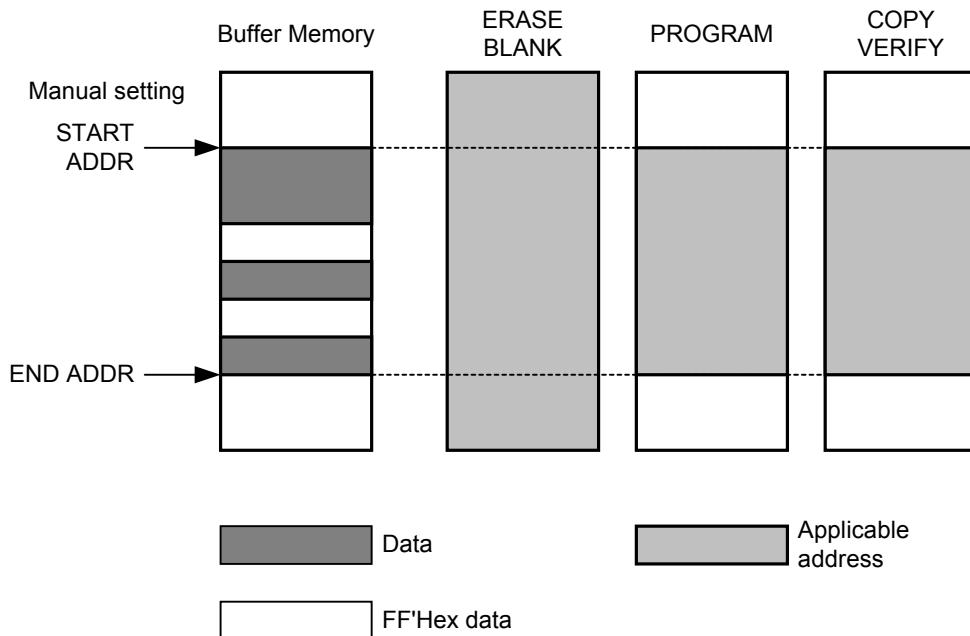 Buffer Memory
ERASE
BLANK
PROGRAM
COPY
VERIFY
Manual setting
START
ADDR
END ADDR
Data
Applicable
address
FF'Hex data